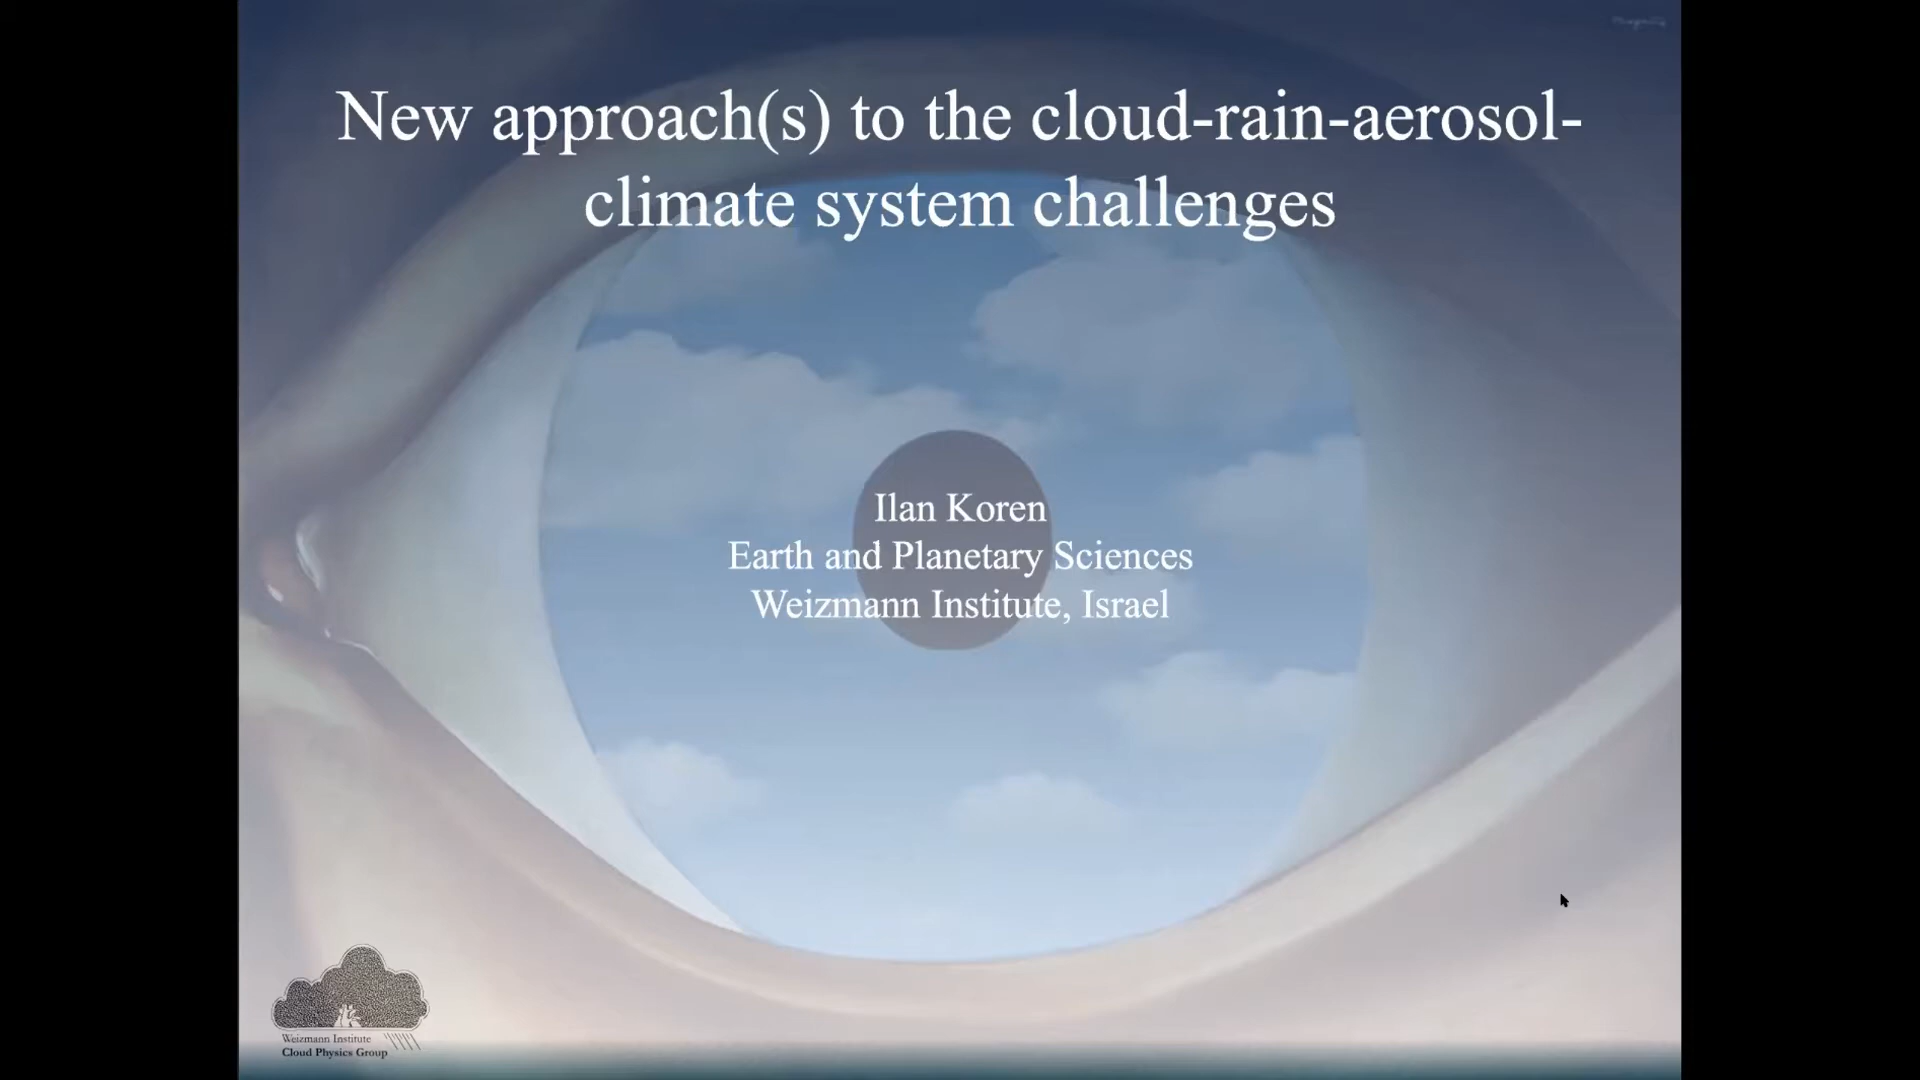 New approach(s) to the cloud-rain-aerosol-
climate system challenges
Ilan Koren
Earth and Planetary Sciences
Weizmann Institute, Israel
Weizmann Institute
Cloud Physics Group